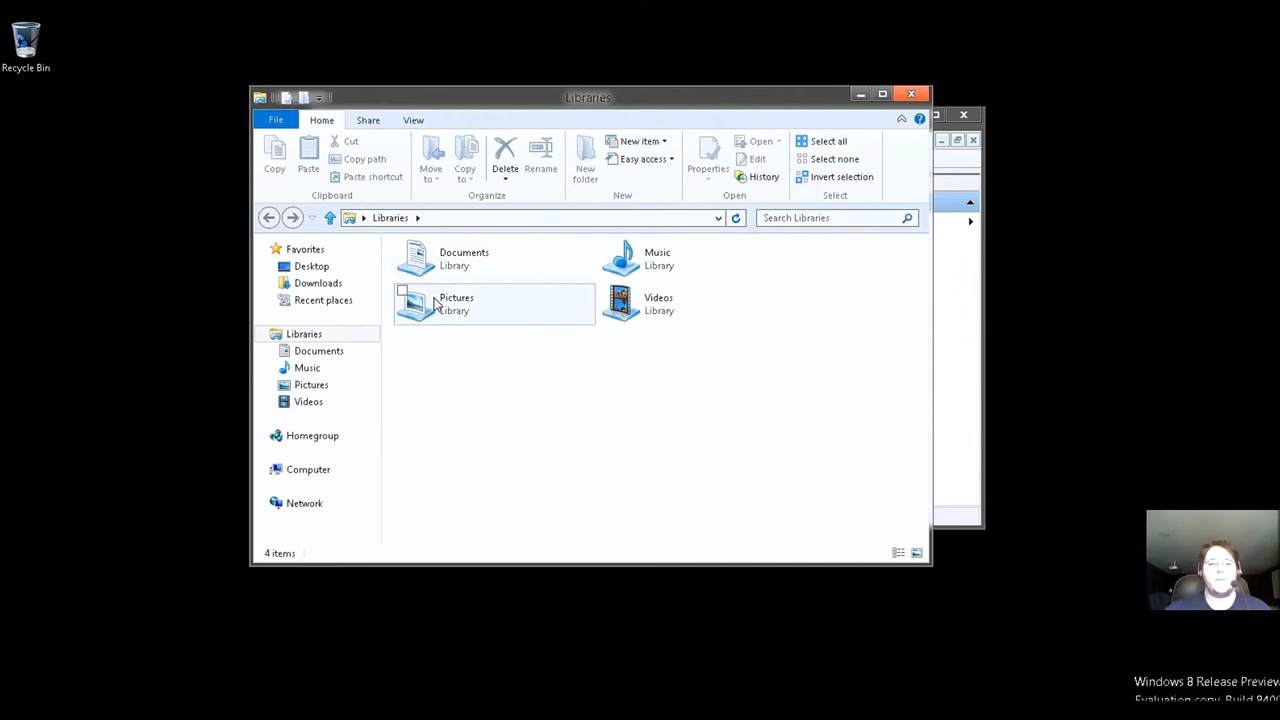 Recycle Bin
Libraries
File Home Share View
Copy
Paste
Cut
Copy path
Paste shortcut
Clipboard
Move to
Copy to
Delete
Rename
Organize
New folder
New item
Easy access
New
Properties
Open
Edit
History
Open
Select all
Select none
Invert selection
Select
Libraries
Search Libraries
Favorites
Desktop
Downloads
Recent places
Libraries
Documents
Music
Pictures
Videos
Homegroup
Computer
Network
Documents
Library
Music
Library
Pictures
Library
Videos
Library
4 items
Windows 8 Release Preview
Evaluation copy. Build